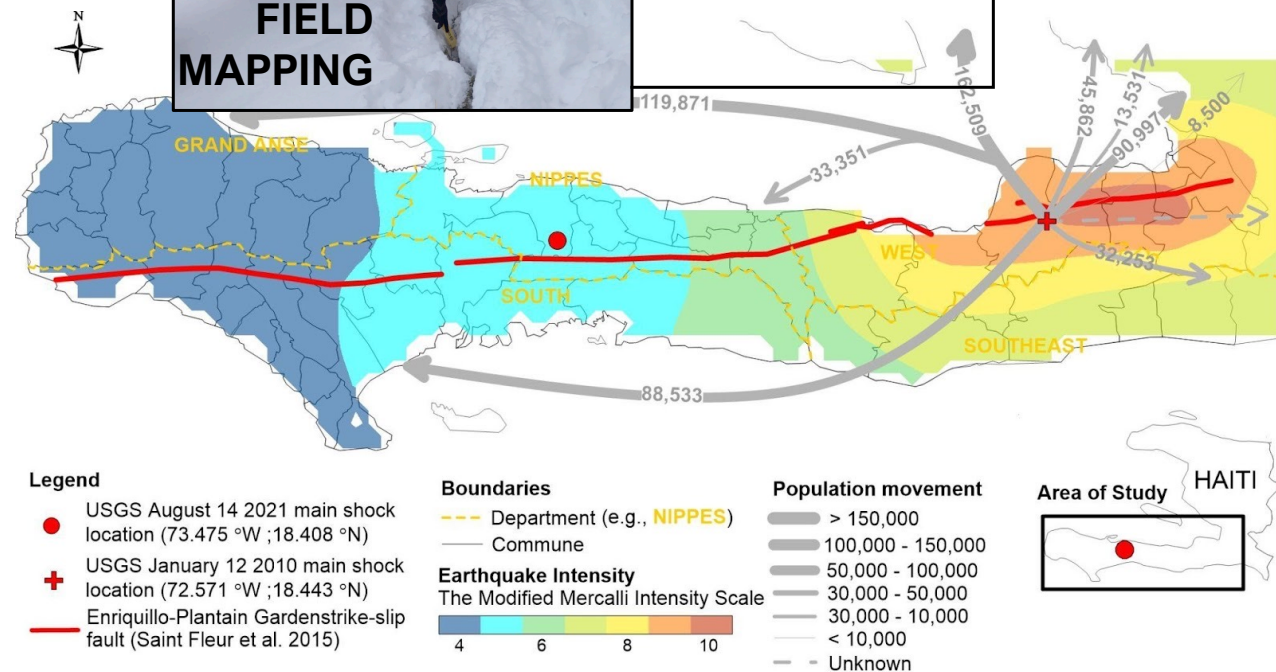 N
FIELD
MAPPING
162,509
45,862
13,531
90,997
8,500
119,871
33,351
GRAND ANSE
NIPPES
WEST
32,253
SOUTH
SOUTHEAST
88,533
Legend
USGS August 14 2021 main shock
location (73.475 °W ;18.408 °N)
USGS January 12 2010 main shock
location (72.571 °W ;18.443 °N)
Enriquillo-Plantain Gardenstrike-slip
fault (Saint Fleur et al. 2015)
Boundaries
Department (e.g., NIPPES)
Commune
Earthquake Intensity
The Modified Mercalli Intensity Scale
4 6 8 10
Population movement
> 150,000
100,000 - 150,000
50,000 - 100,000
30,000 - 50,000
30,000 - 10,000
< 10,000
Unknown
Area of Study
HAITI